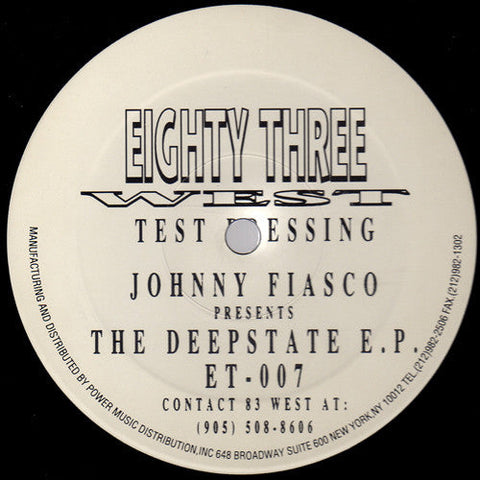 EIGHTY THREE
WEST
TEST PRESSING
JOHNNY FIASCO
PRESENTS
THE DEEPSTATE E.P.
ET-007
CONTACT 83 WEST AT:
(905) 508-8606
MANUFACTURING AND DISTRIBUTED BY POWER MUSIC DISTRIBUTION,INC 648 BROADWAY SUITE 600 NEW YORK,NY 10012 TEL.(212)982-2506 FAX.(212)982-1302